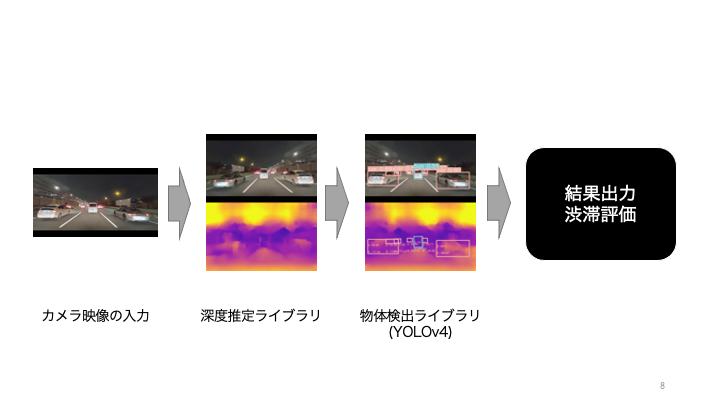 結果出力
渋滞評価
カメラ映像の入力
深度推定ライブラリ
物体検出ライブラリ
(YOLOv4)
8